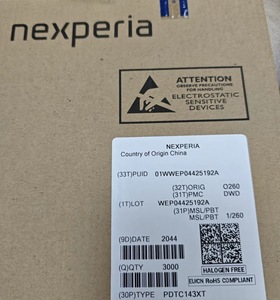 nexperia
ATTENTION
OBSERVE PRECAUTIONS
FOR HANDLING
ELECTROSTATIC
SENSITIVE
DEVICES
NEXPERIA
Country of Origin China
(33T)PUID 01WWEP04425192A
(32T)ORIG O260
(31T)PMC DWD
(1T)LOT WEP04425192A
(31P)MSL/PBT
MSL/PBT 1/260
(9D)DATE 2044
(Q)QTY 3000
HALOGEN FREE
EU/CN RoHS COMPLIANT
(30P)TYPE PDTC143XT